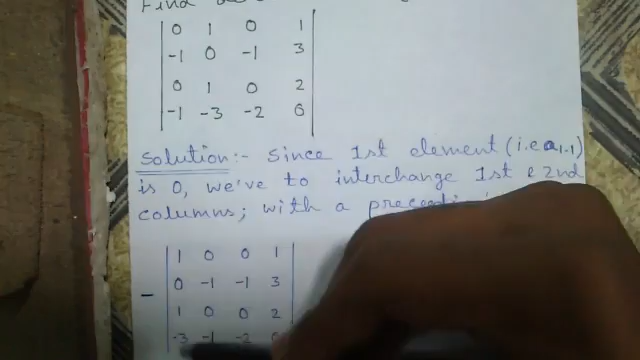 Find
0 1 0 1
-1 0 -1 3
0 1 0 2
-1 -3 -2 0
Solution:- Since 1st element (i.e a1.1)
is 0, we've to interchange 1st & 2nd
columns; with a
- 1 0 0 1
0 -1 -1 3
1 0 0 2
-3 -1 -2